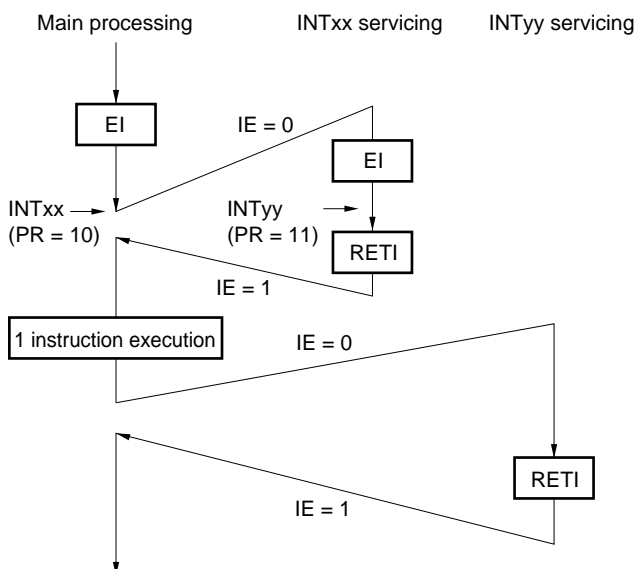 Main processing
INTxx servicing
INTyy servicing
EI
IE = 0
EI
INTxx
(PR = 10)
INTyy
(PR = 11)
RETI
IE = 1
1 instruction execution
IE = 0
RETI
IE = 1